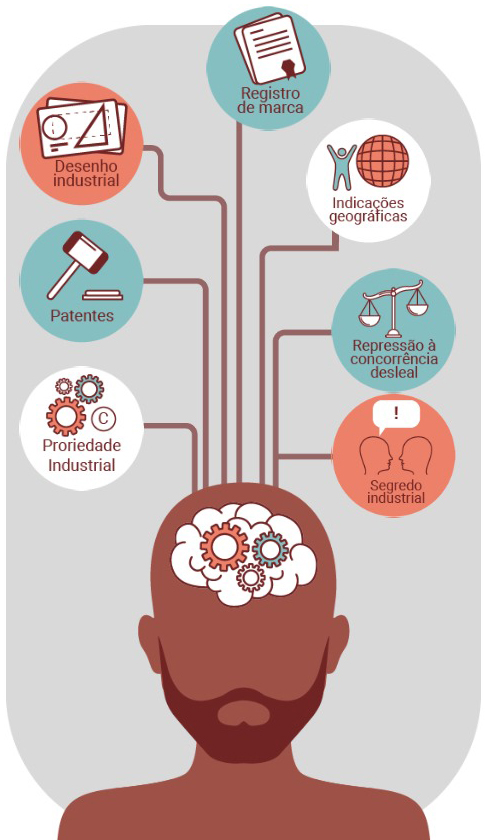 Registro
de marca
Desenho
industrial
Indicações
geográficas
Patentes
Repressão à
concorrência
desleal
C
Proriedade
Industrial
!
Segredo
industrial